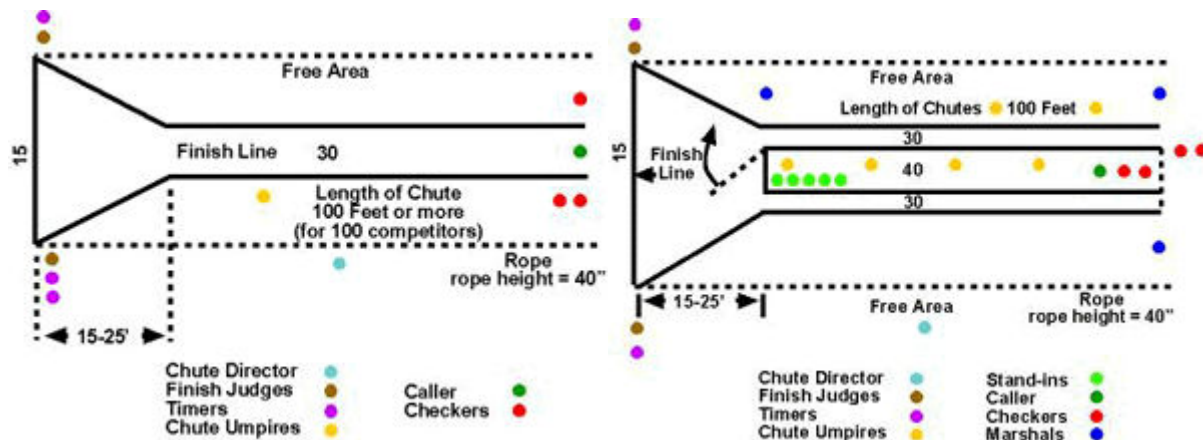 Free Area
15
Finish Line 30
Length of Chute
100 Feet or more
(for 100 competitors)
Rope
rope height = 40"
15-25'
Chute Director
Finish Judges
Timers
Chute Umpires
Caller
Checkers
Free Area
Length of Chutes 100 Feet
30
15
Finish
Line
40
30
15-25'
Free Area
Rope
rope height = 40"
Chute Director
Finish Judges
Timers
Chute Umpires
Stand-ins
Caller
Checkers
Marshals